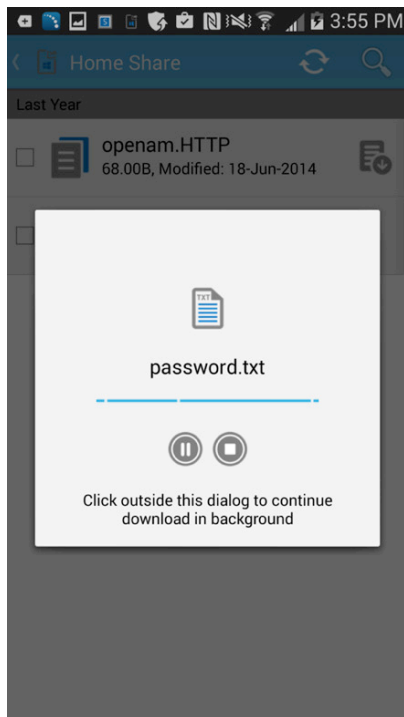 3:55 PM
Home Share
Last Year
openam.HTTP
68.00B, Modified: 18-Jun-2014
TXT
password.txt
Click outside this dialog to continue
download in background